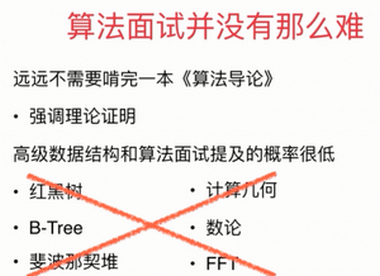 算法面试并没有那么难
远远不需要啃完一本《算法导论》
• 强调理论证明
高级数据结构和算法面试提及的概率很低
• 红黑树
• B-Tree
• 斐波那契堆
• 计算几何
• 数论
• FFT